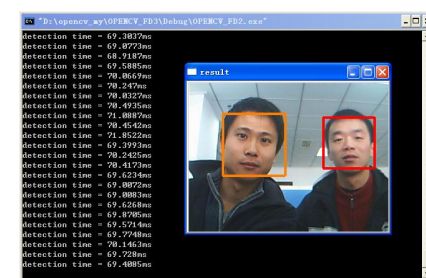 "D:\opencv_my\OPENCV_FD3\Debug\OPENCV_FD2.exe"
detection time = 69.3037ms
detection time = 69.0773ms
detection time = 68.9187ms
detection time = 69.5885ms
detection time = 70.0669ms
detection time = 70.247ms
detection time = 70.0327ms
detection time = 70.4935ms
detection time = 71.0887ms
detection time = 70.4542ms
detection time = 71.8522ms
detection time = 69.3993ms
detection time = 70.2425ms
detection time = 70.4173ms
detection time = 69.6234ms
detection time = 69.0072ms
detection time = 69.0083ms
detection time = 69.6268ms
detection time = 69.8705ms
detection time = 69.5714ms
detection time = 69.7748ms
detection time = 70.1463ms
detection time = 69.728ms
detection time = 69.4085ms
result